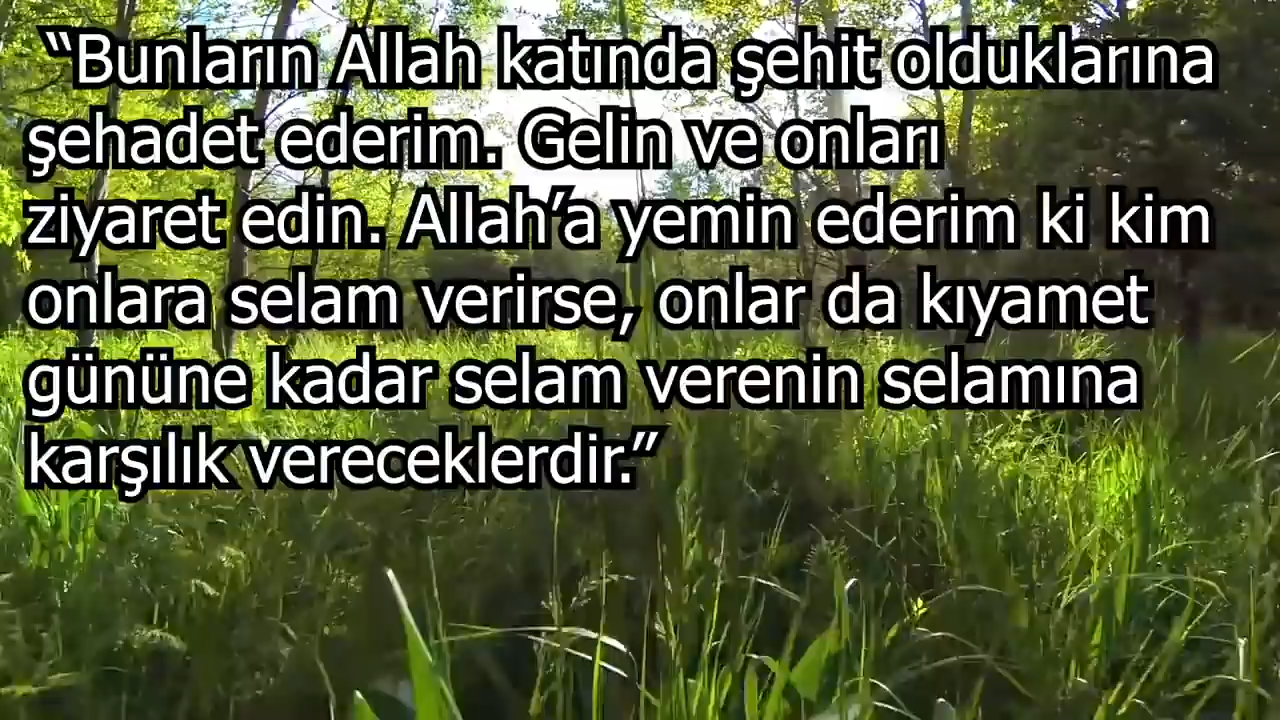 “Bunların Allah katında şehit olduklarına
şehadet ederim. Gelin ve onları
ziyaret edin. Allah’a yemin ederim ki kim
onlara selam verirse, onlar da kıyamet
gününe kadar selam verenin selamına
karşılık vereceklerdir.”